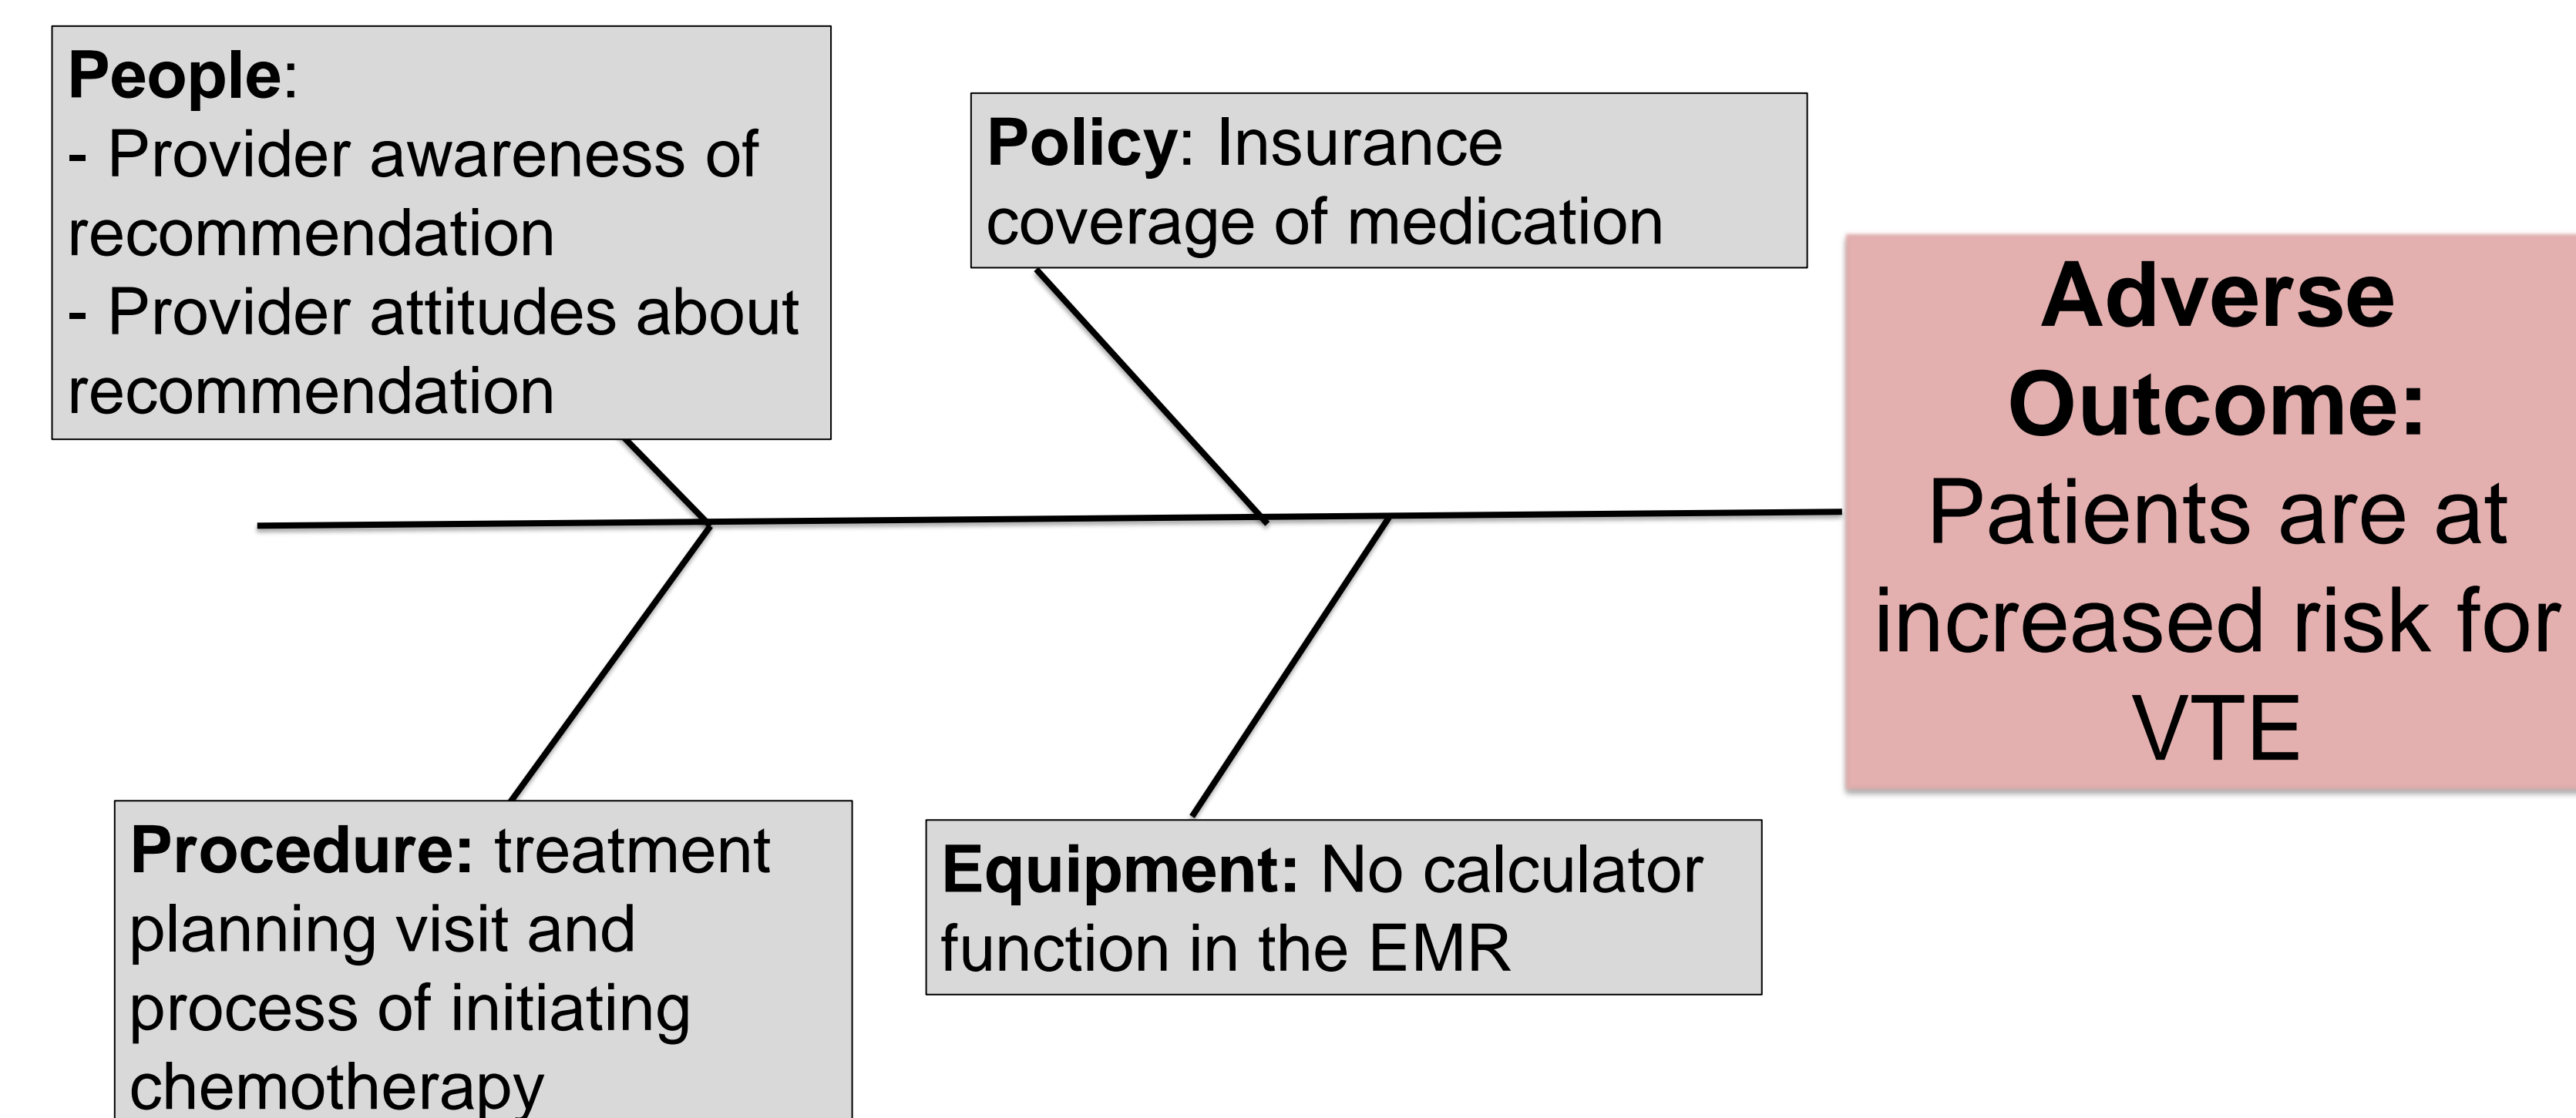 People:
- Provider awareness of
recommendation
- Provider attitudes about
recommendation
Policy: Insurance
coverage of medication
Adverse
Outcome:
Patients are at
increased risk for
VTE
Procedure: treatment
planning visit and
process of initiating
chemotherapy
Equipment: No calculator
function in the EMR